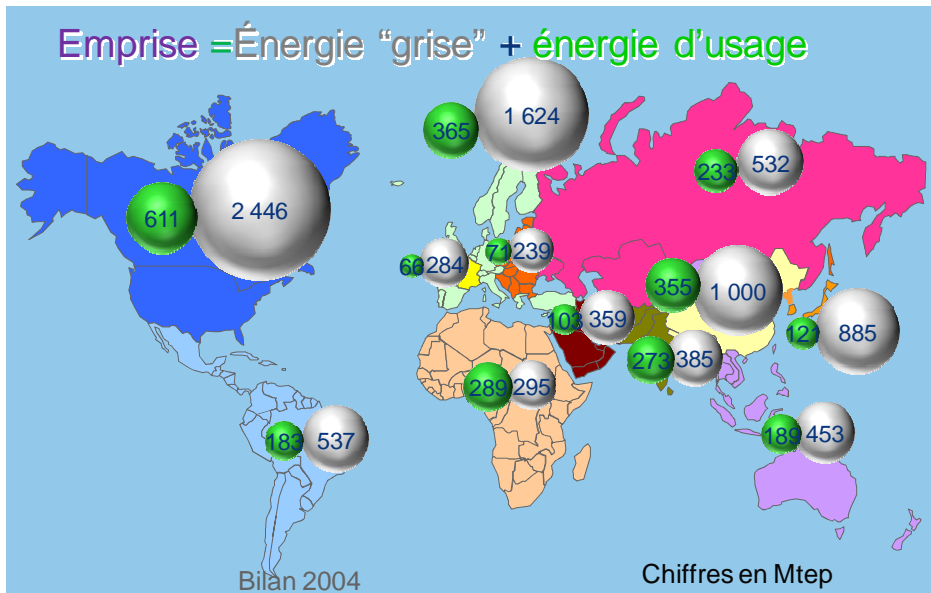 Emprise =Énergie “grise” + énergie d’usage
365 1 624
233 532
611 2 446
66 284
71 239
355 1 000
103 359
121 885
273 385
289 295
183 537
189 453
Bilan 2004
Chiffres en Mtep